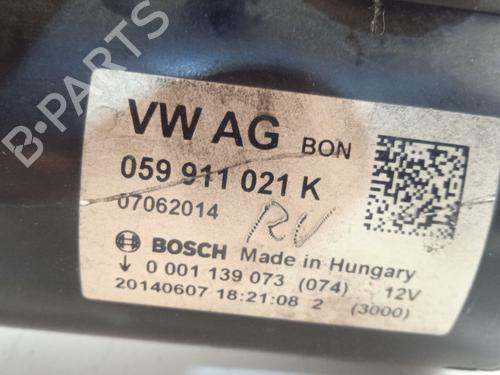 B-PARTS
VW AG BON
059 911 021 K
07062014
RV
BOSCH Made in Hungary
↓ 0 001 139 073 (074) 12V
20140607 18:21:08 2 (3000)